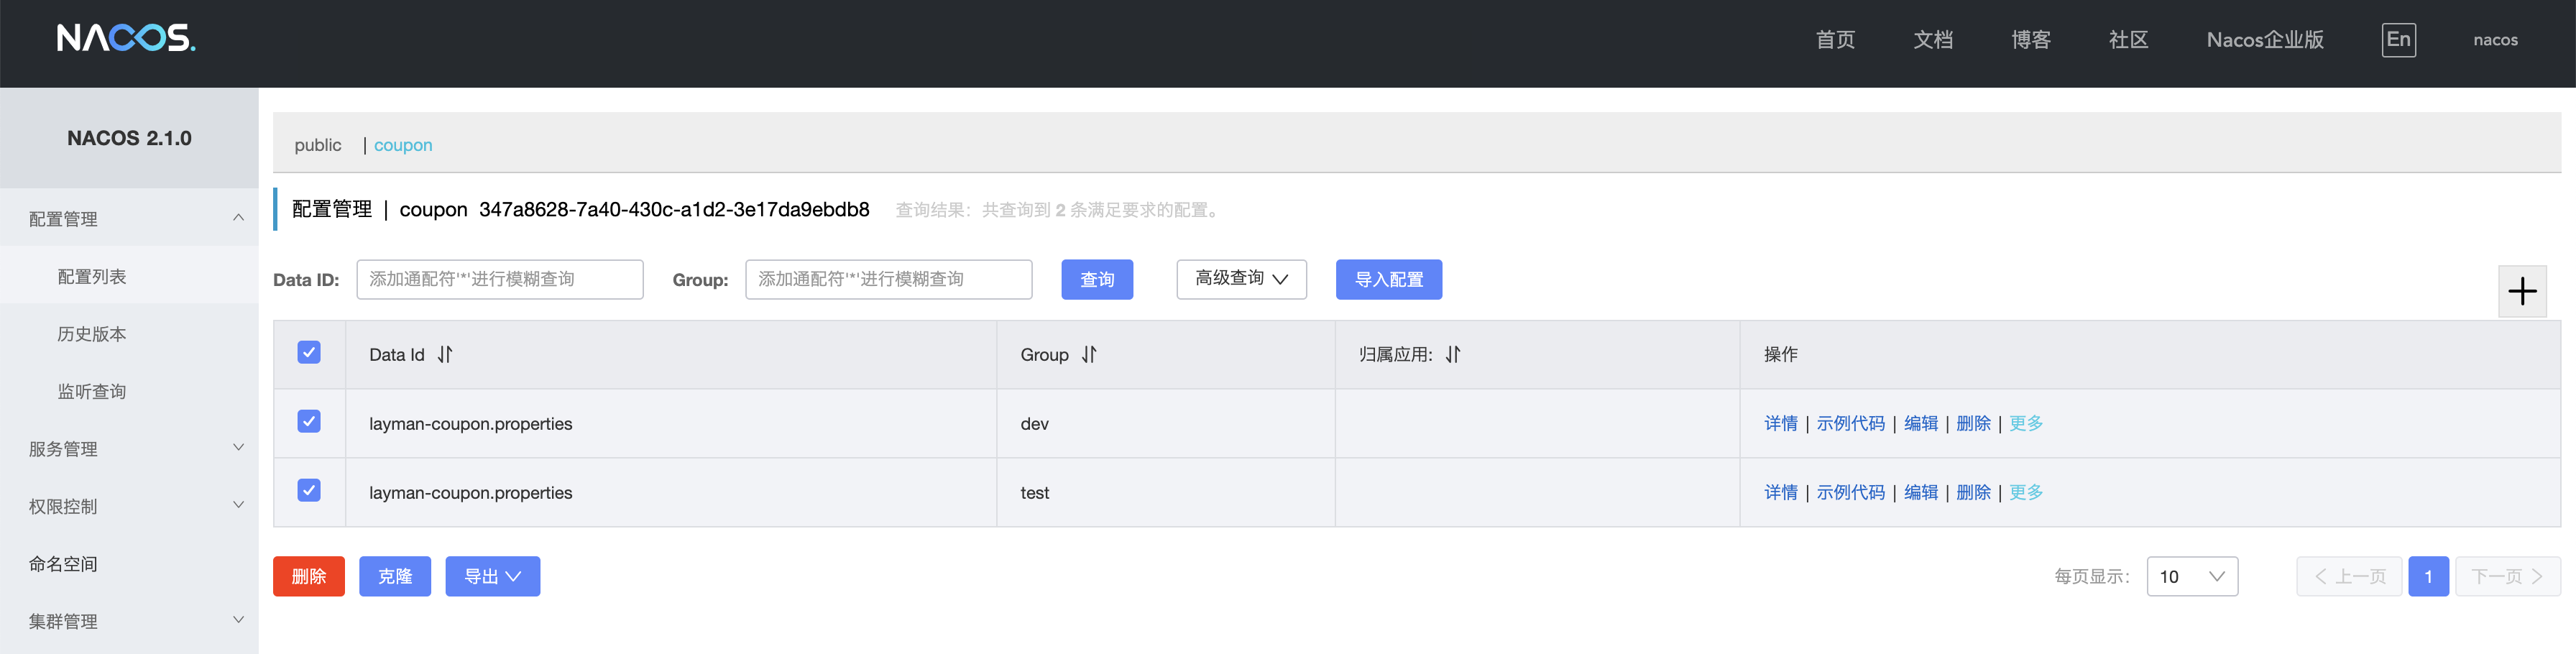 NACOS.
首页 文档 博客 社区 Nacos企业版 En nacos
NACOS 2.1.0
配置管理
配置列表
历史版本
监听查询
服务管理
权限控制
命名空间
集群管理
public | coupon
配置管理 | coupon 347a8628-7a40-430c-a1d2-3e17da9ebdb8 查询结果：共查询到 2 条满足要求的配置。
Data ID: 添加通配符'*'进行模糊查询 Group: 添加通配符'*'进行模糊查询 查询 高级查询 导入配置
Data Id Group 归属应用: 操作
layman-coupon.properties dev 详情 | 示例代码 | 编辑 | 删除 | 更多
layman-coupon.properties test 详情 | 示例代码 | 编辑 | 删除 | 更多
删除 克隆 导出 每页显示: 10 上一页 1 下一页